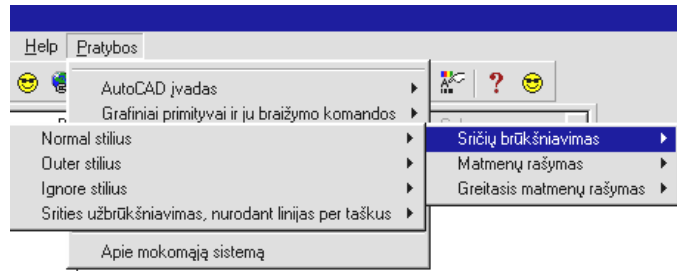 Help Pratybos
AutoCAD įvadas
Grafiniai primityvai ir ju braižymo komandos
Normal stilius
Outer stilius
Ignore stilius
Srities užbrūkšniavimas, nurodant linijas per taškus
Sričių brūkšniavimas
Matmenų rašymas
Greitasis matmenų rašymas
Apie mokomąją sistemą